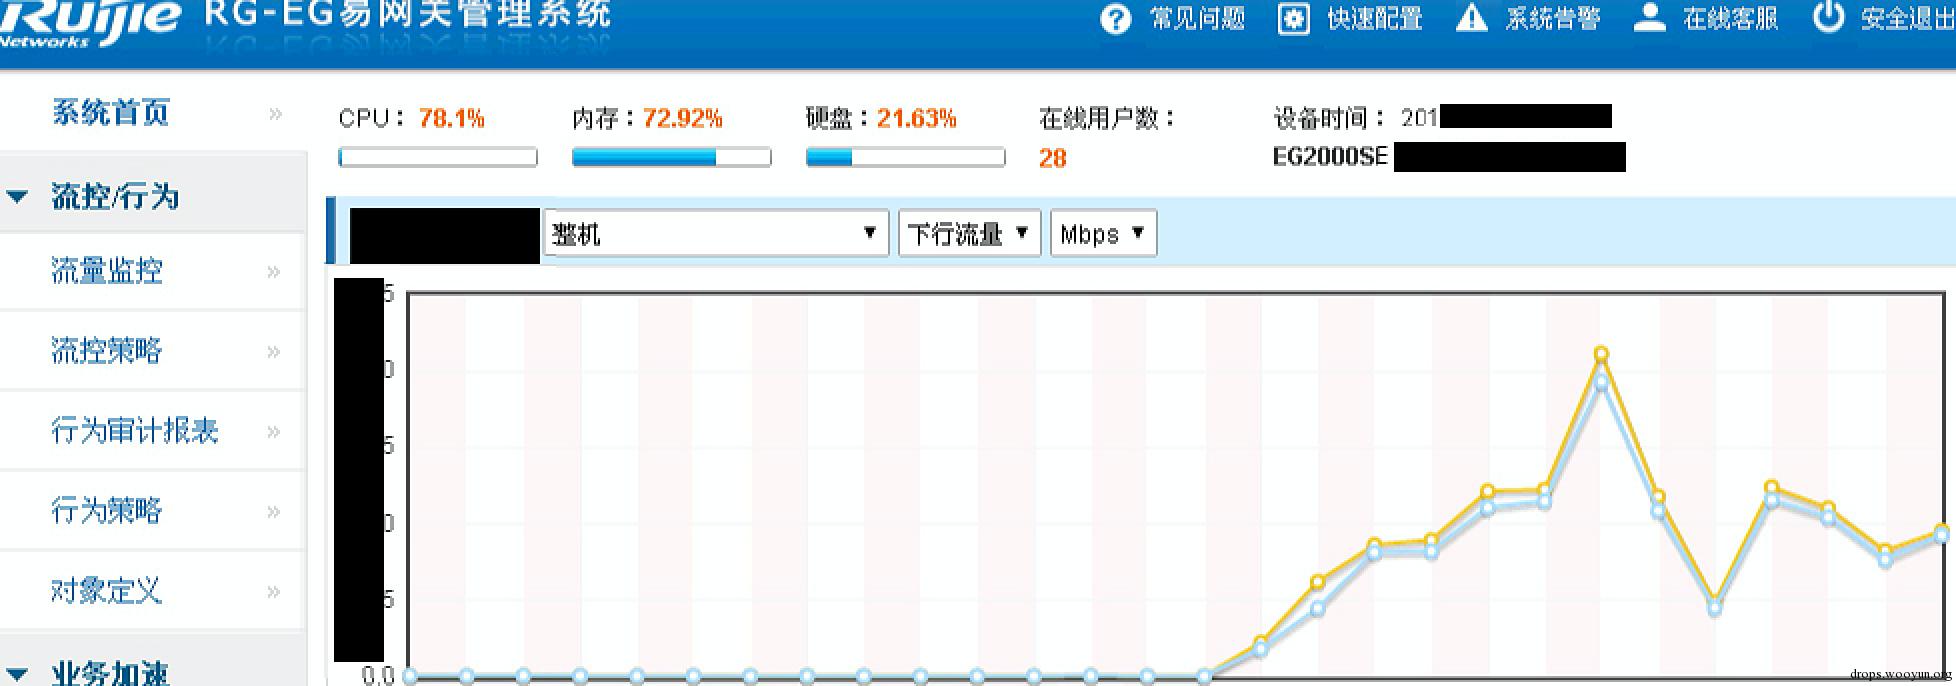 Ruijie Networks RG-EG易网关管理系统 常见问题 快速配置 系统告警 在线客服 安全退出
系统首页
CPU： 78.1% 内存：72.92% 硬盘：21.63% 在线用户数： 设备时间： 201
28 EG2000SE
流控/行为
整机 下行流量 Mbps
流量监控
流控策略
行为审计报表
行为策略
对象定义
业务加速
5
0
5
0
5
0.0
drops.wooyun.org